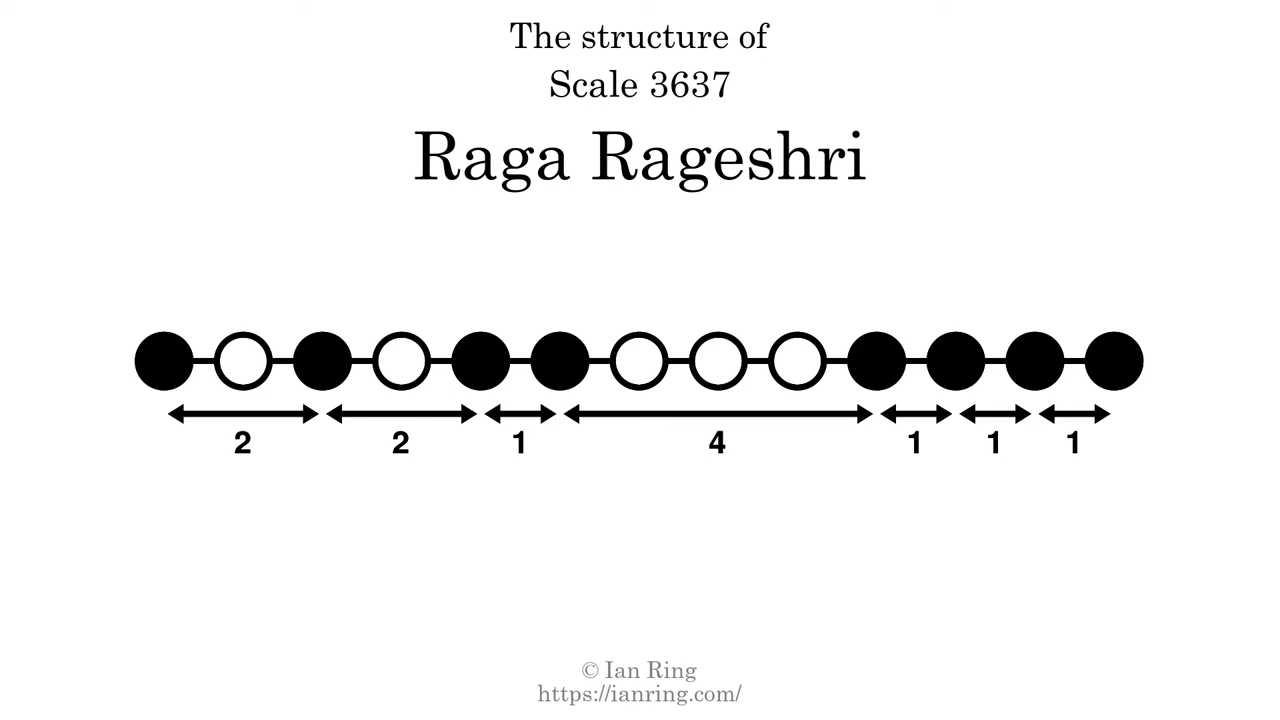 The structure of
Scale 3637
Raga Rageshri
2 2 1 4 1 1 1
© Ian Ring
https://ianring.com/